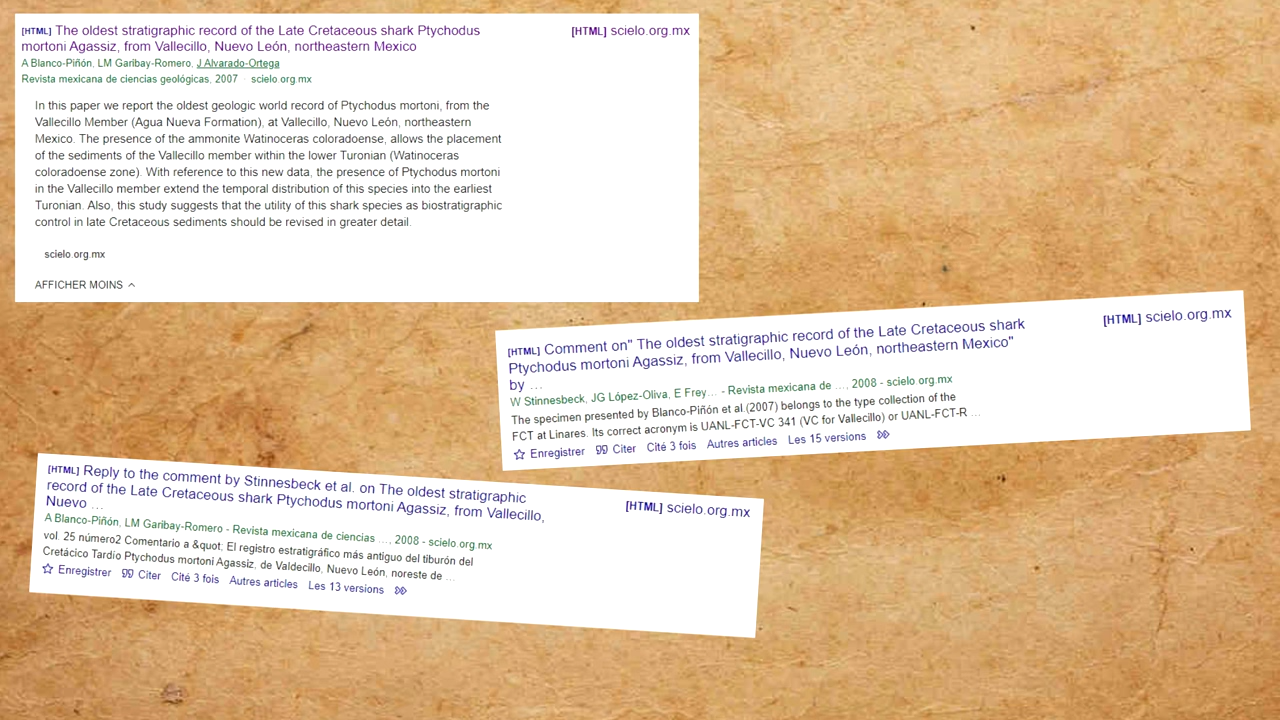 [HTML] The oldest stratigraphic record of the Late Cretaceous shark Ptychodus
mortoni Agassiz, from Vallecillo, Nuevo León, northeastern Mexico
[HTML] scielo.org.mx
A Blanco-Piñón, LM Garibay-Romero, J Alvarado-Ortega
Revista mexicana de ciencias geológicas, 2007 · scielo.org.mx
In this paper we report the oldest geologic world record of Ptychodus mortoni, from the
Vallecillo Member (Agua Nueva Formation), at Vallecillo, Nuevo León, northeastern
Mexico. The presence of the ammonite Watinoceras coloradoense, allows the placement
of the sediments of the Vallecillo member within the lower Turonian (Watinoceras
coloradoense zone). With reference to this new data, the presence of Ptychodus mortoni
in the Vallecillo member extend the temporal distribution of this species into the earliest
Turonian. Also, this study suggests that the utility of this shark species as biostratigraphic
control in late Cretaceous sediments should be revised in greater detail.
scielo.org.mx
AFFICHER MOINS
[HTML] Comment on" The oldest stratigraphic record of the Late Cretaceous shark
Ptychodus mortoni Agassiz, from Vallecillo, Nuevo León, northeastern Mexico"
by …
[HTML] scielo.org.mx
W Stinnesbeck, JG López-Oliva, E Frey… - Revista mexicana de …, 2008 - scielo.org.mx
The specimen presented by Blanco-Piñón et al.(2007) belongs to the type collection of the
FCT at Linares. Its correct acronym is UANL-FCT-VC 341 (VC for Vallecillo) or UANL-FCT-R …
Enregistrer Citer Cité 3 fois Autres articles Les 15 versions
[HTML] Reply to the comment by Stinnesbeck et al. on The oldest stratigraphic
record of the Late Cretaceous shark Ptychodus mortoni Agassiz, from Vallecillo,
Nuevo …
[HTML] scielo.org.mx
A Blanco-Piñón, LM Garibay-Romero - Revista mexicana de ciencias …, 2008 - scielo.org.mx
vol. 25 número2 Comentario a &quot; El registro estratigráfico más antiguo del tiburón del
Cretácico Tardío Ptychodus mortoni Agassiz, de Valdecillo, Nuevo León, noreste de …
Enregistrer Citer Cité 3 fois Autres articles Les 13 versions